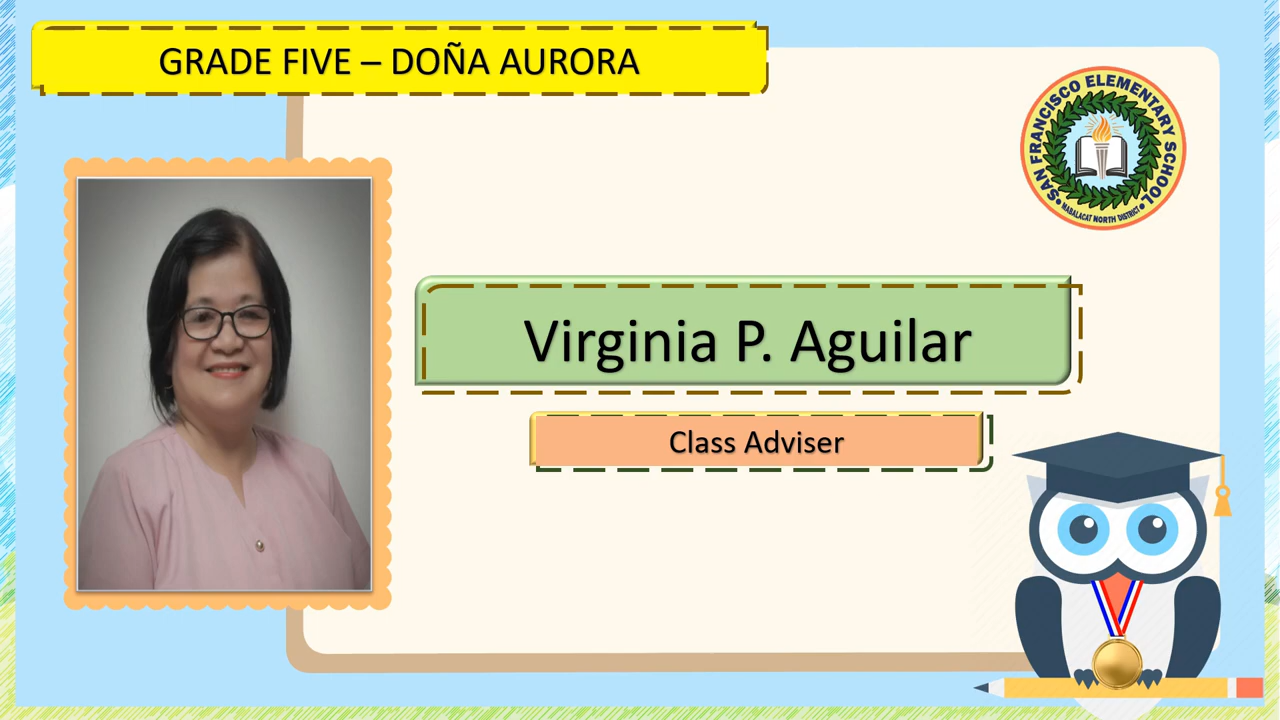 GRADE FIVE – DOÑA AURORA
SAN FRANCISCO ELEMENTARY SCHOOL
MABALACAT NORTH DISTRICT
Virginia P. Aguilar
Class Adviser